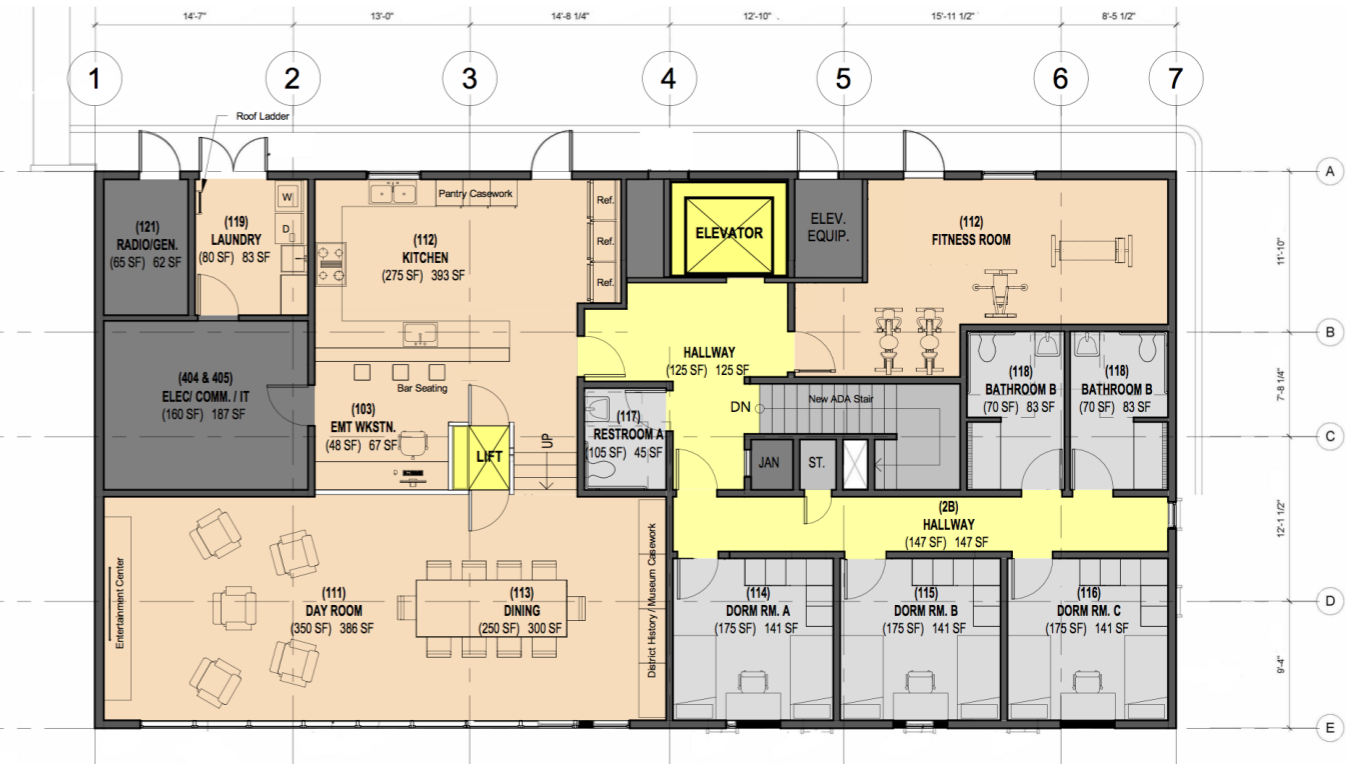 14'-7"
13'-0"
14'-8 1/4"
12'-10"
15'-11 1/2"
8'-5 1/2"
1
2
3
4
5
6
7
Roof Ladder
A
(121)
RADIO/GEN.
(65 SF) 62 SF
(119)
LAUNDRY
(80 SF) 83 SF
W
D
Pantry Casework
(112)
KITCHEN
(275 SF) 393 SF
Ref.
Ref.
Ref.
ELEVATOR
ELEV.
EQUIP.
(112)
FITNESS ROOM
11'-10"
B
(404 & 405)
ELEC/ COMM. / IT
(160 SF) 187 SF
Bar Seating
(103)
EMT WKSTN.
(48 SF) 67 SF
LIFT
UP
HALLWAY
(125 SF) 125 SF
(117)
RESTROOM A
(105 SF) 45 SF
DN
New ADA Stair
JAN
ST.
(118)
BATHROOM B
(70 SF) 83 SF
(118)
BATHROOM B
(70 SF) 83 SF
7'-8 1/4"
C
(2B)
HALLWAY
(147 SF) 147 SF
12'-1 1/2"
Entertainment Center
(111)
DAY ROOM
(350 SF) 386 SF
(113)
DINING
(250 SF) 300 SF
District History / Museum Casework
(114)
DORM RM. A
(175 SF) 141 SF
(115)
DORM RM. B
(175 SF) 141 SF
(116)
DORM RM. C
(175 SF) 141 SF
D
9'-4"
E